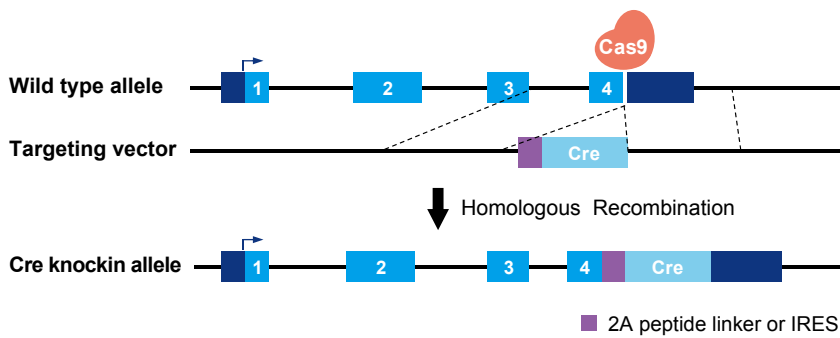 Cas9
Wild type allele 1 2 3 4
Targeting vector Cre
Homologous Recombination
Cre knockin allele 1 2 3 4 Cre
2A peptide linker or IRES